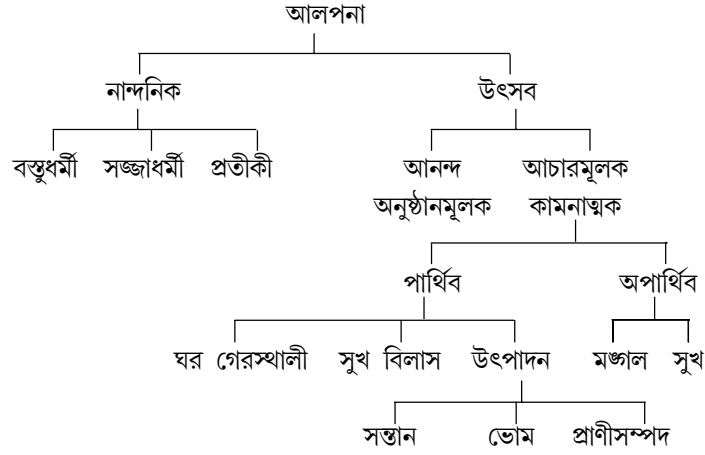 আলপনা
নান্দনিক উৎসব
বস্তুধর্মী সজ্জাধর্মী প্রতীকী আনন্দ আচারমূলক
অনুষ্ঠানমূলক কামনাত্মক
পার্থিব অপার্থিব
ঘর গেরস্থালী সুখ বিলাস উৎপাদন মঙ্গল সুখ
সন্তান ভোম প্রাণীসম্পদ